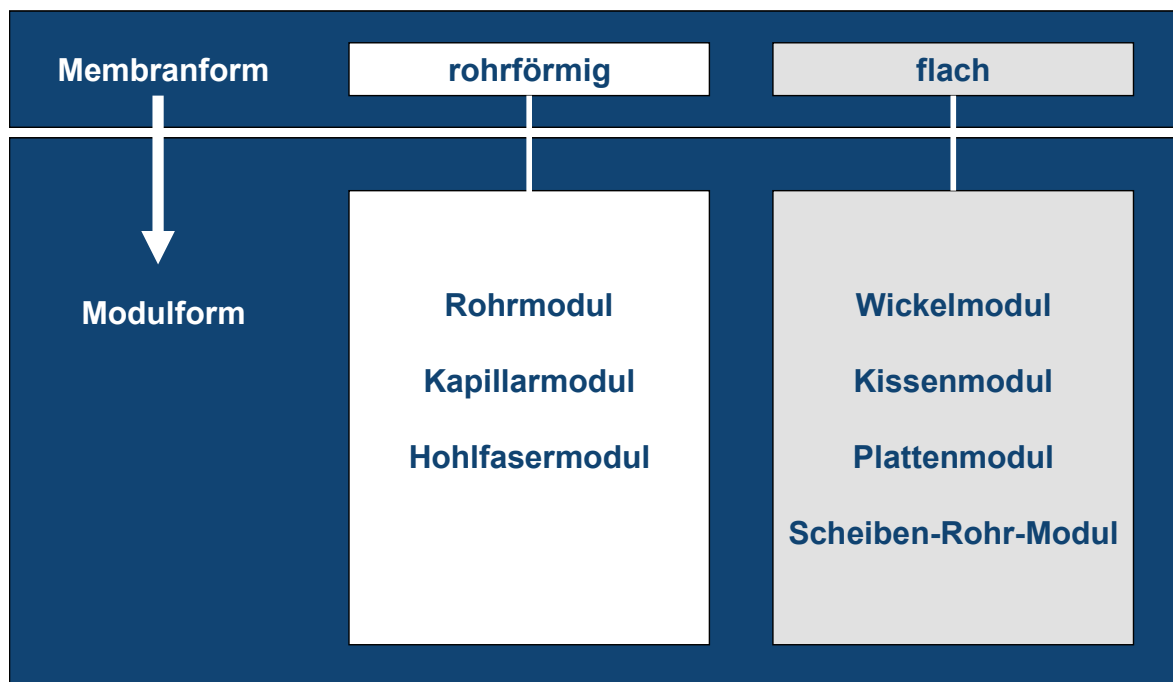 Membranform
rohrförmig
flach
Modulform
Rohrmodul
Kapillarmodul
Hohlfasermodul
Wickelmodul
Kissenmodul
Plattenmodul
Scheiben-Rohr-Modul